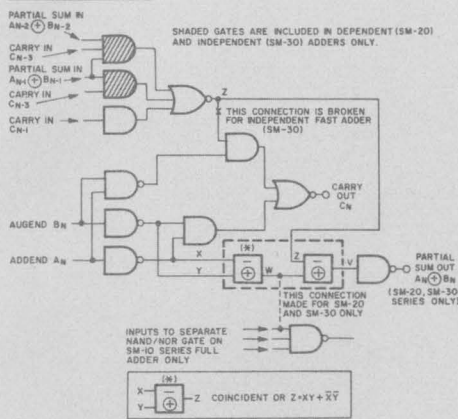 PARTIAL SUM IN
AN-2 ⊕ BN-2
CARRY IN
CN-3
PARTIAL SUM IN
AN-1 ⊕ BN-1
CARRY IN
CN-3
CARRY IN
CN-1
SHADED GATES ARE INCLUDED IN DEPENDENT (SM-20)
AND INDEPENDENT (SM-30) ADDERS ONLY.
Z
X THIS CONNECTION IS BROKEN
FOR INDEPENDENT FAST ADDER
(SM-30)
CARRY
OUT
CN
AUGEND BN
ADDEND AN
X
Y
(*)
W
Z
V
PARTIAL
SUM OUT
AN ⊕ BN
(SM-20, SM-30
SERIES ONLY)
THIS CONNECTION
MADE FOR SM-20
AND SM-30 ONLY
INPUTS TO SEPARATE
NAND/NOR GATE ON
SM-10 SERIES FULL
ADDER ONLY
(*)
X
Y
Z
COINCIDENT OR Z=XY+X̅Y̅